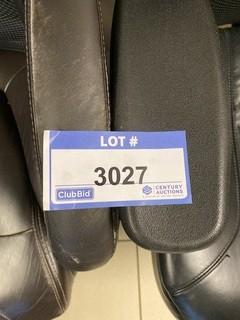 LOT #
3027
ClubBid
CENTURY
AUCTIONS